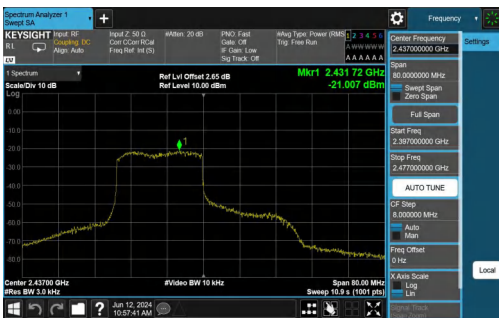 Spectrum Analyzer 1
Swept SA
+
Frequency
KEYSIGHT
RL
Input: RF
Coupling: DC
Align: Auto
Input Z: 50 Ω
Corr CCorr RCal
Freq Ref: Int (S)
#Atten: 20 dB
PNO: Fast
Gate: Off
IF Gain: Low
Sig Track: Off
#Avg Type: Power (RMS
Trig: Free Run
1 2 3 4 5 6
A W W W W W
A A A A A A
LV
1 Spectrum
Scale/Div 10 dB
Log
Ref Lvl Offset 2.65 dB
Ref Level 10.00 dBm
Mkr1 2.431 72 GHz
-21.007 dBm
1
0.00
-10.0
-20.0
-30.0
-40.0
-50.0
-60.0
-70.0
-80.0
Center 2.43700 GHz
#Res BW 3.0 kHz
#Video BW 10 kHz
Span 80.00 MHz
Sweep 10.9 s (1001 pts)
Center Frequency
2.437000000 GHz
Span
80.0000000 MHz
Swept Span
Zero Span
Full Span
Start Freq
2.397000000 GHz
Stop Freq
2.477000000 GHz
AUTO TUNE
CF Step
8.000000 MHz
Auto
Man
Freq Offset
0 Hz
X Axis Scale
Log
Lin
Signal Track
Settings
Local
?
Jun 12, 2024
10:57:41 AM